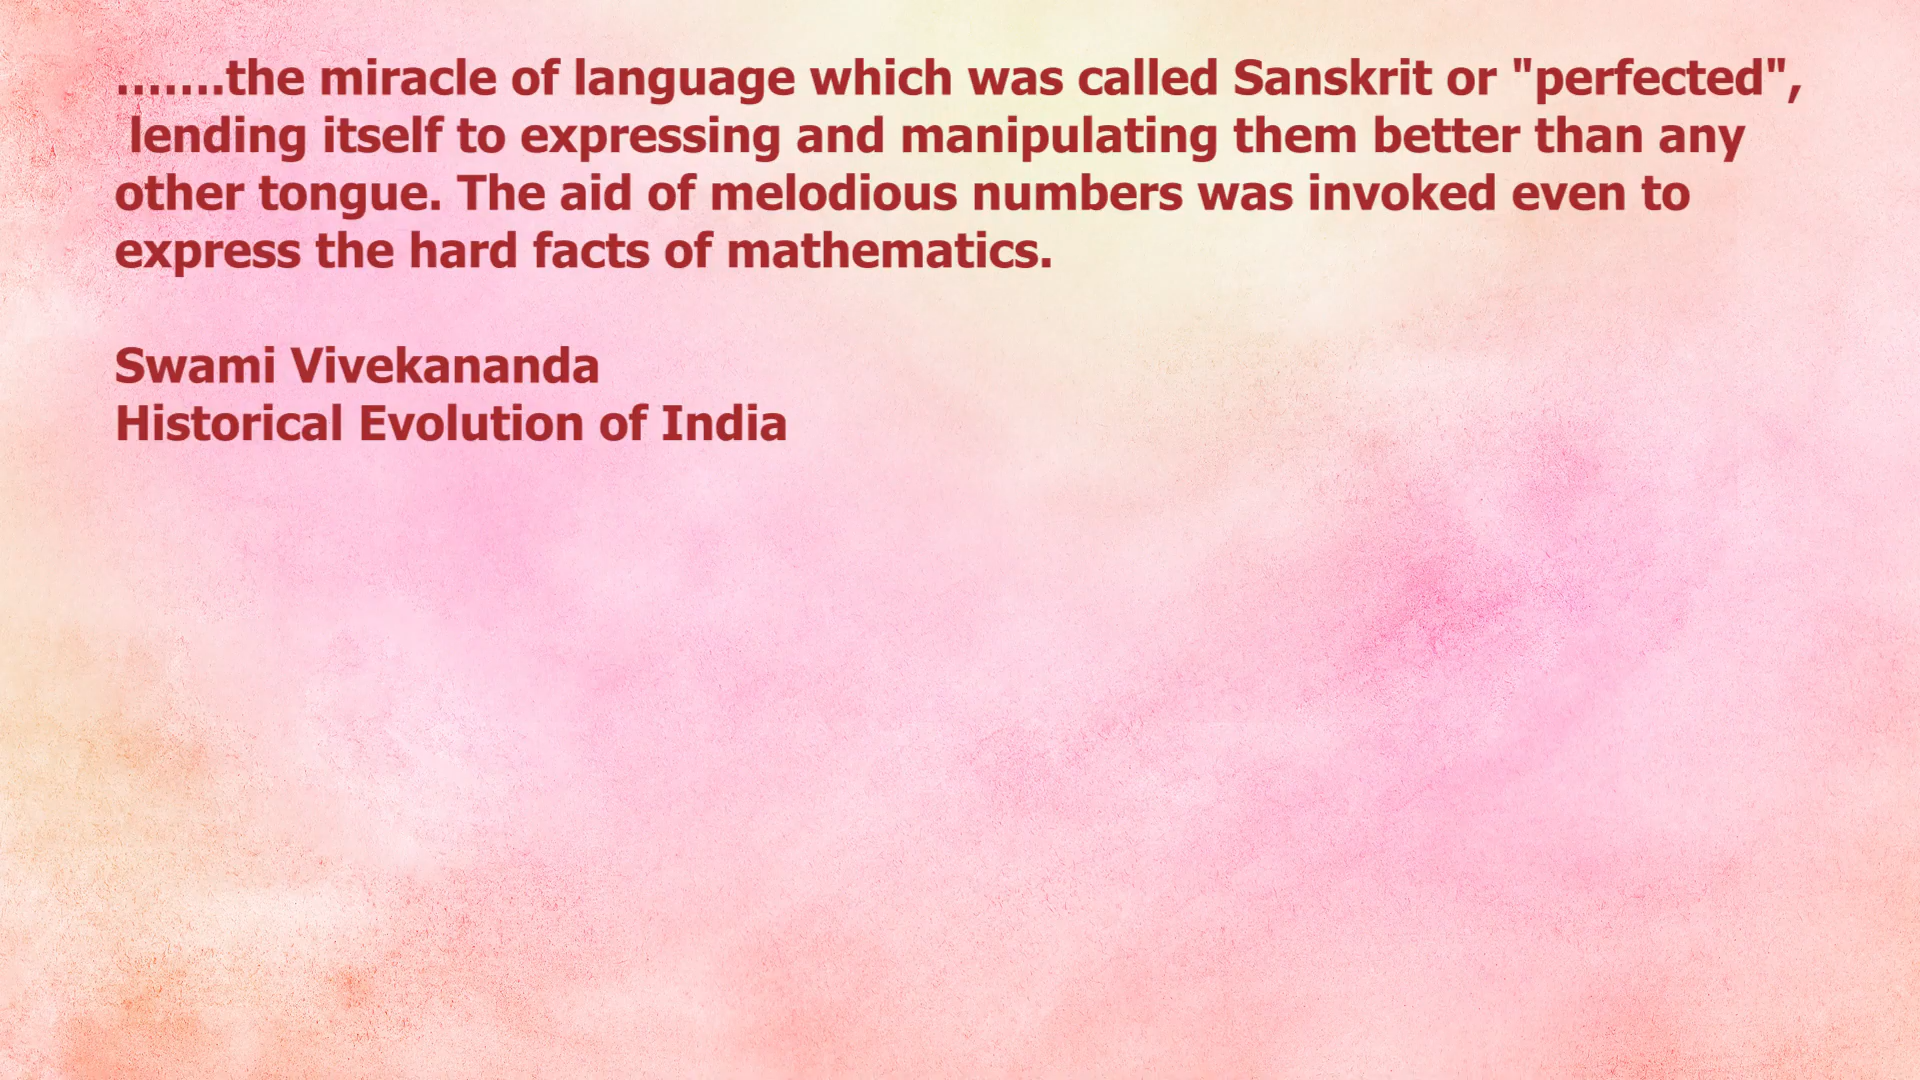 .......the miracle of language which was called Sanskrit or "perfected",
lending itself to expressing and manipulating them better than any
other tongue. The aid of melodious numbers was invoked even to
express the hard facts of mathematics.
Swami Vivekananda
Historical Evolution of India